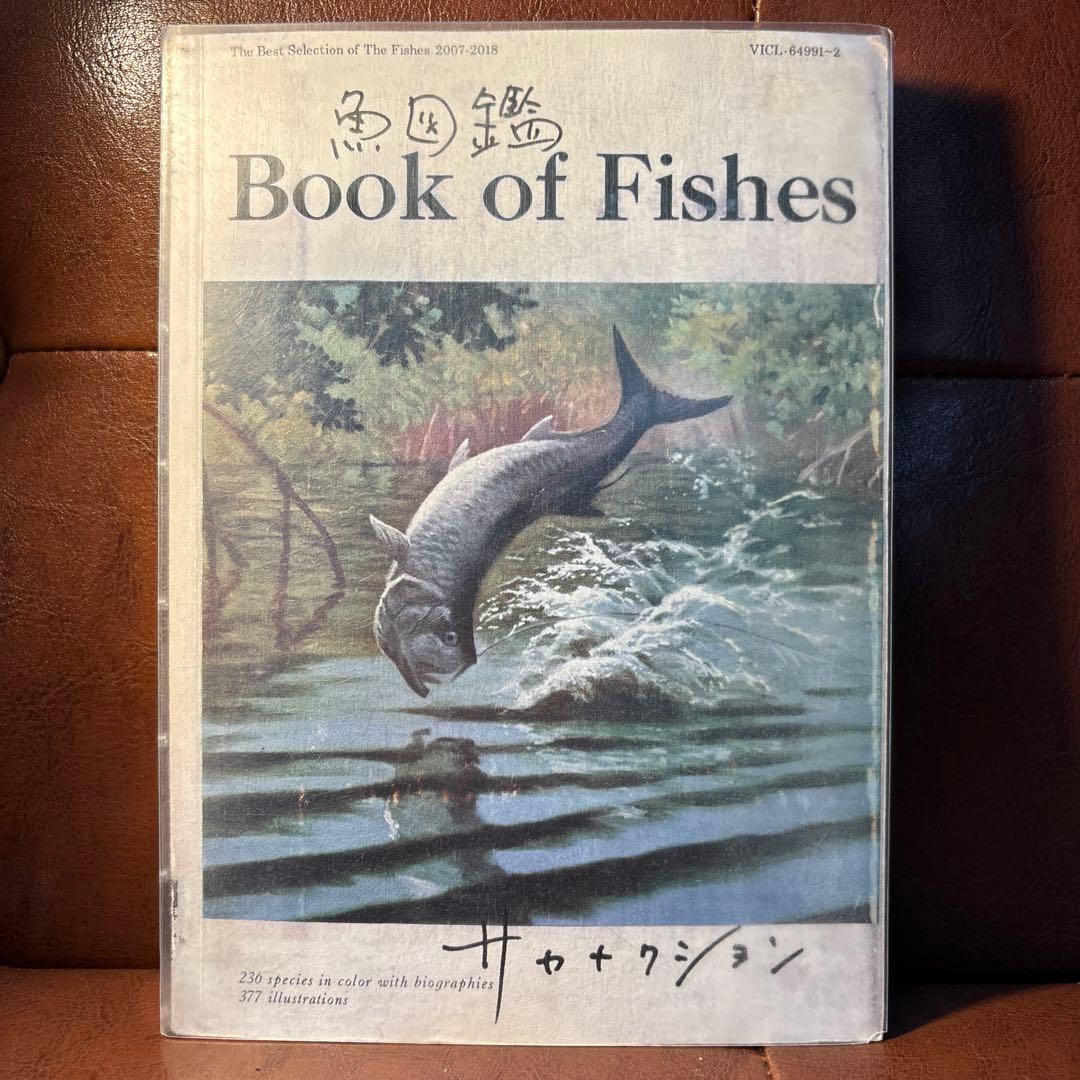 The Best Selection of The Fishes 2007-2018
VICL-64991~2
魚図鑑
Book of Fishes
サカナクション
236 species in color with biographies
377 illustrations